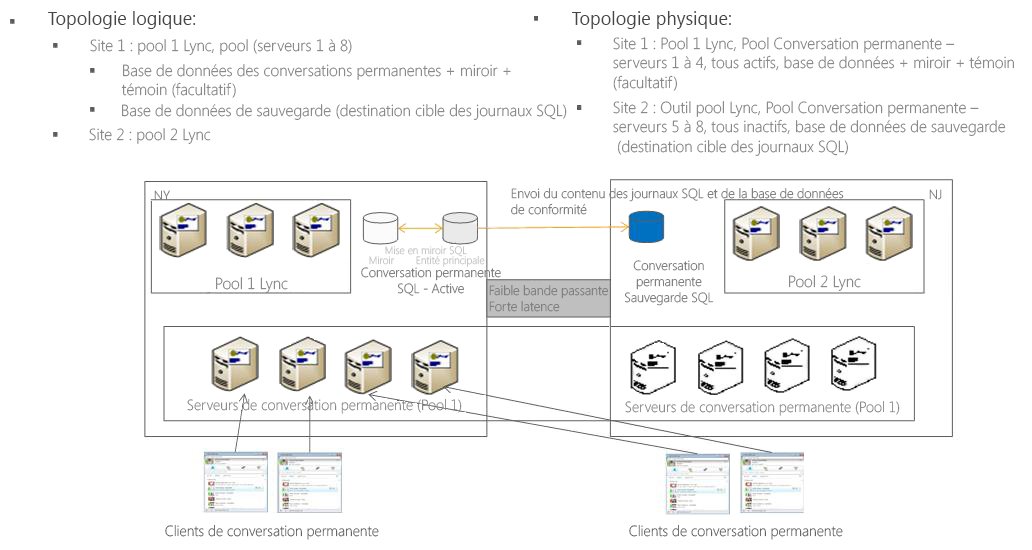 Topologie logique:
Site 1 : pool 1 Lync, pool (serveurs 1 à 8)
Base de données des conversations permanentes + miroir +
témoin (facultatif)
Base de données de sauvegarde (destination cible des journaux SQL)
Site 2 : pool 2 Lync
Topologie physique:
Site 1 : Pool 1 Lync, Pool Conversation permanente –
serveurs 1 à 4, tous actifs, base de données + miroir + témoin
(facultatif)
Site 2 : Outil pool Lync, Pool Conversation permanente –
serveurs 5 à 8, tous inactifs, base de données de sauvegarde
(destination cible des journaux SQL)
NY
Envoi du contenu des journaux SQL et de la base de données
de conformité
NJ
Pool 1 Lync
Mise en miroir SQL
Miroir
Entité principale
Conversation permanente
SQL - Active
Conversation
permanente
Sauvegarde SQL
Pool 2 Lync
Faible bande passante
Forte latence
Serveurs de conversation permanente (Pool 1)
Serveurs de conversation permanente (Pool 1)
Clients de conversation permanente
Clients de conversation permanente